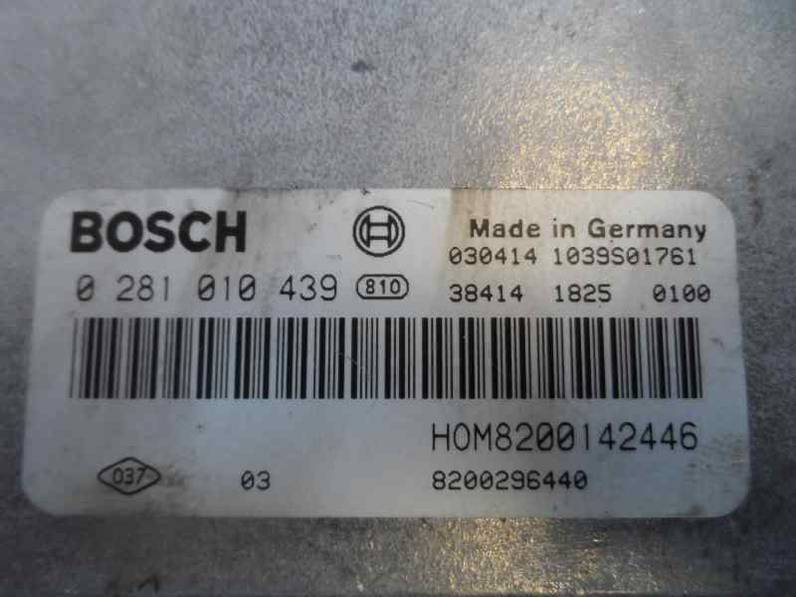 BOSCH
Made in Germany
030414 1039S01761
0 281 010 439 810
38414 1825 0100
HOM8200142446
037 03 8200296440